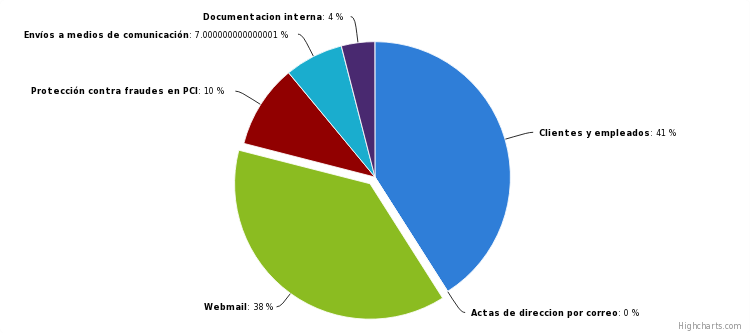 Documentacion interna: 4 %
Envíos a medios de comunicación: 7.000000000000001 %
Protección contra fraudes en PCI: 10 %
Clientes y empleados: 41 %
Webmail: 38 %
Actas de direccion por correo: 0 %
Highcharts.com